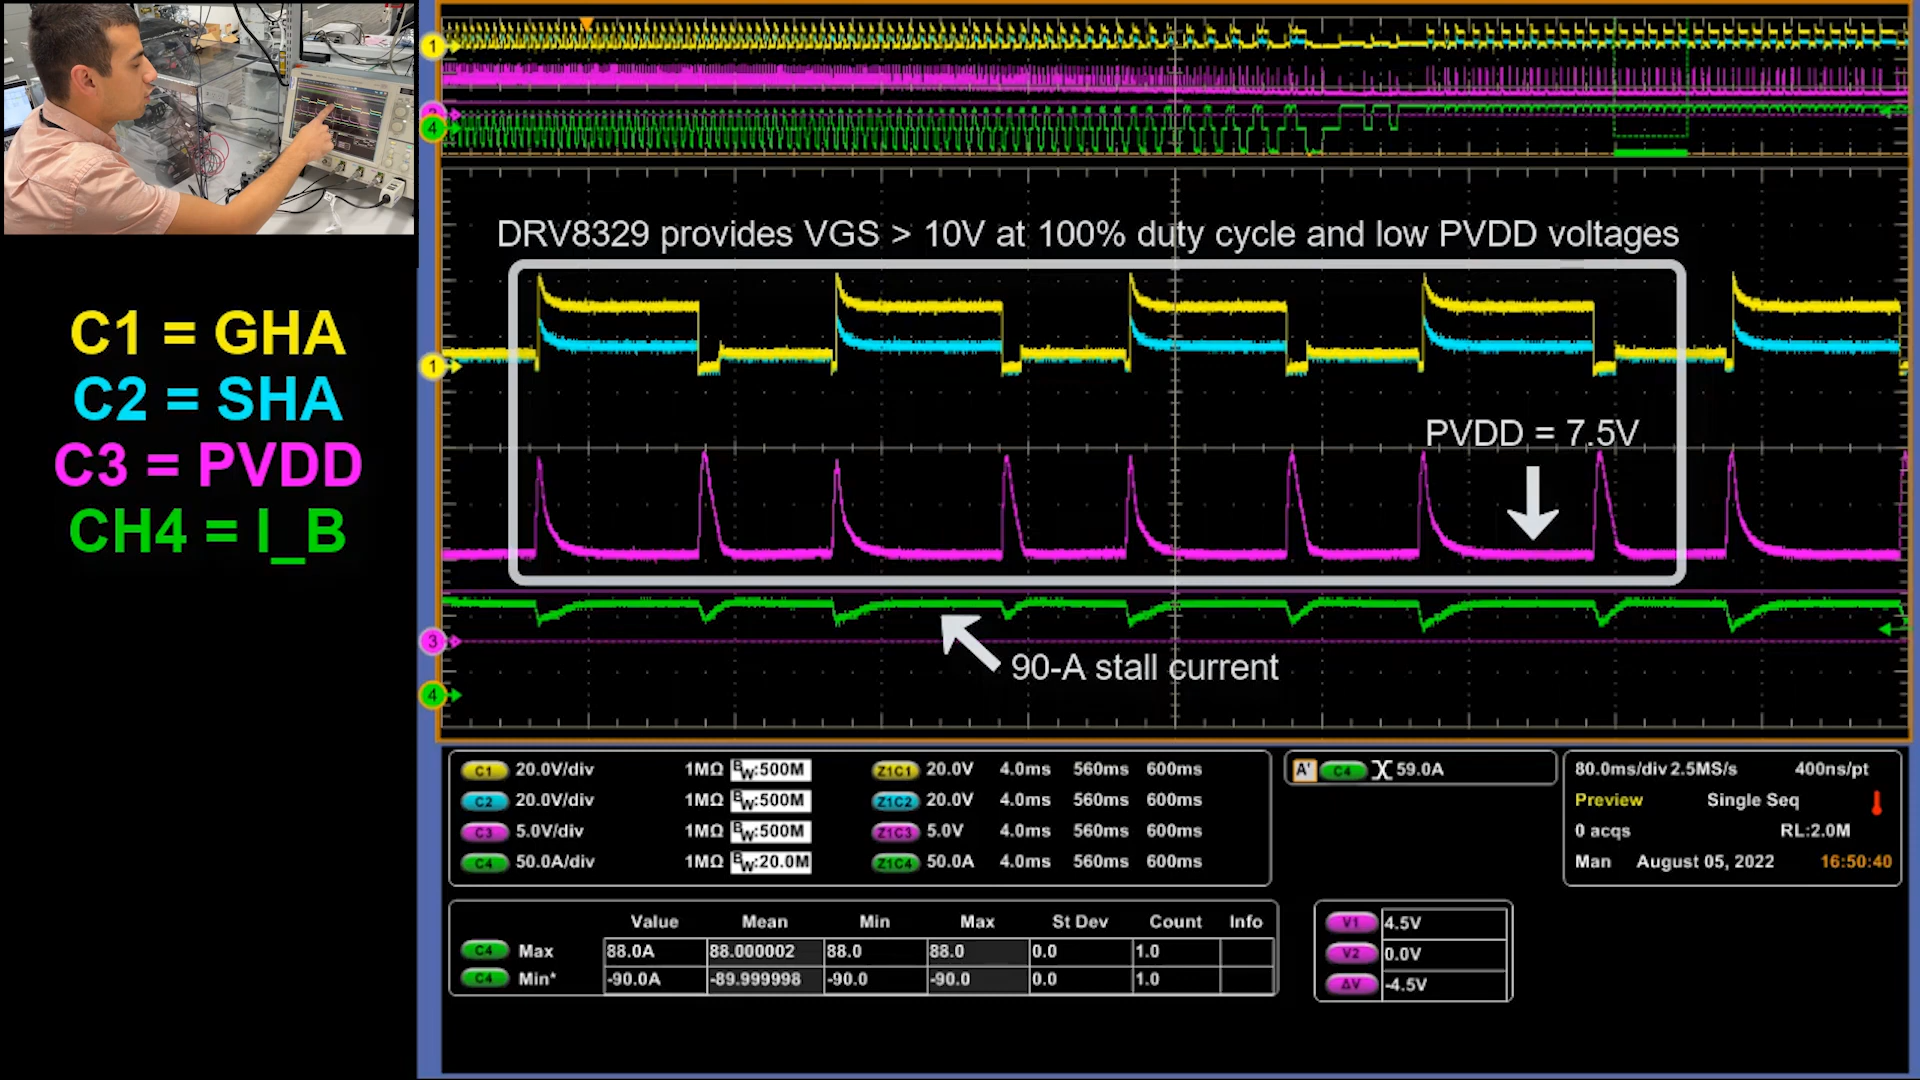 1
2
4
DRV8329 provides VGS > 10V at 100% duty cycle and low PVDD voltages
C1 = GHA
C2 = SHA
C3 = PVDD
CH4 = I_B
1
PVDD = 7.5V
3
90-A stall current
4
C1 20.0V/div 1MΩ BW:500M Z1C1 20.0V 4.0ms 560ms 600ms
C2 20.0V/div 1MΩ BW:500M Z1C2 20.0V 4.0ms 560ms 600ms
C3 5.0V/div 1MΩ BW:500M Z1C3 5.0V 4.0ms 560ms 600ms
C4 50.0A/div 1MΩ BW:20.0M Z1C4 50.0A 4.0ms 560ms 600ms
A' C4 59.0A
80.0ms/div 2.5MS/s 400ns/pt
Preview Single Seq
0 acqs RL:2.0M
Man August 05, 2022 16:50:40
Value Mean Min Max St Dev Count Info
C4 Max 88.0A 88.000002 88.0 88.0 0.0 1.0
C4 Min* -90.0A -89.999998 -90.0 -90.0 0.0 1.0
V1 4.5V
V2 0.0V
ΔV -4.5V